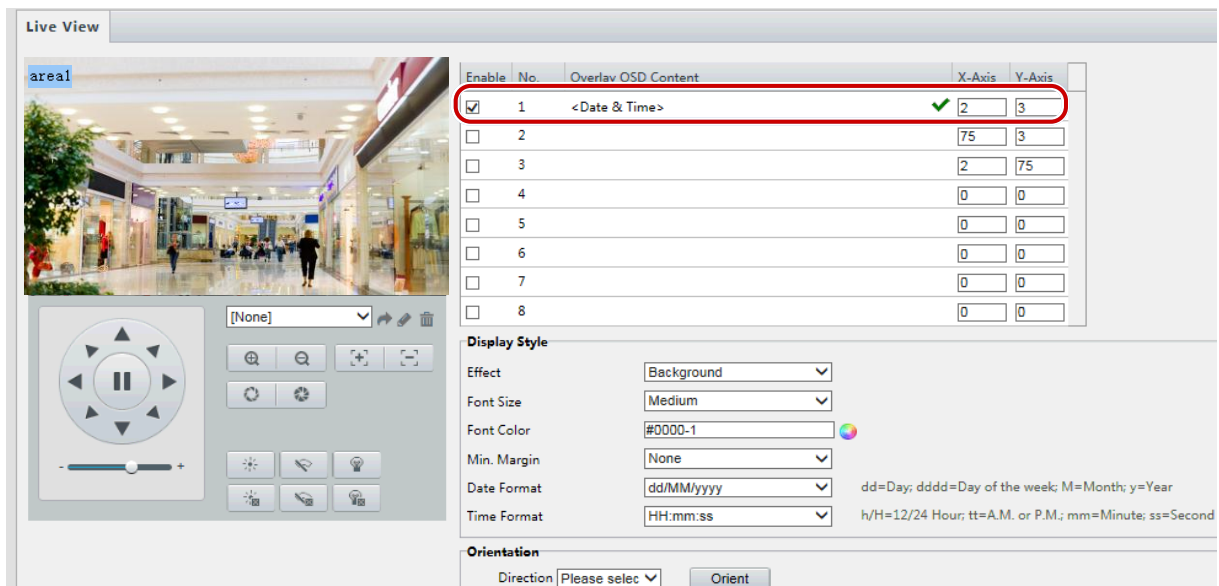 Live View
area1
Enable No. Overlay OSD Content X-Axis Y-Axis
1 <Date & Time> 2 3
2 75 3
3 2 75
4 0 0
5 0 0
6 0 0
7 0 0
8 0 0
[None]
- +
Display Style
Effect Background
Font Size Medium
Font Color #0000-1
Min. Margin None
Date Format dd/MM/yyyy dd=Day; dddd=Day of the week; M=Month; y=Year
Time Format HH:mm:ss h/H=12/24 Hour; tt=A.M. or P.M.; mm=Minute; ss=Second
Orientation
Direction Please selec Orient